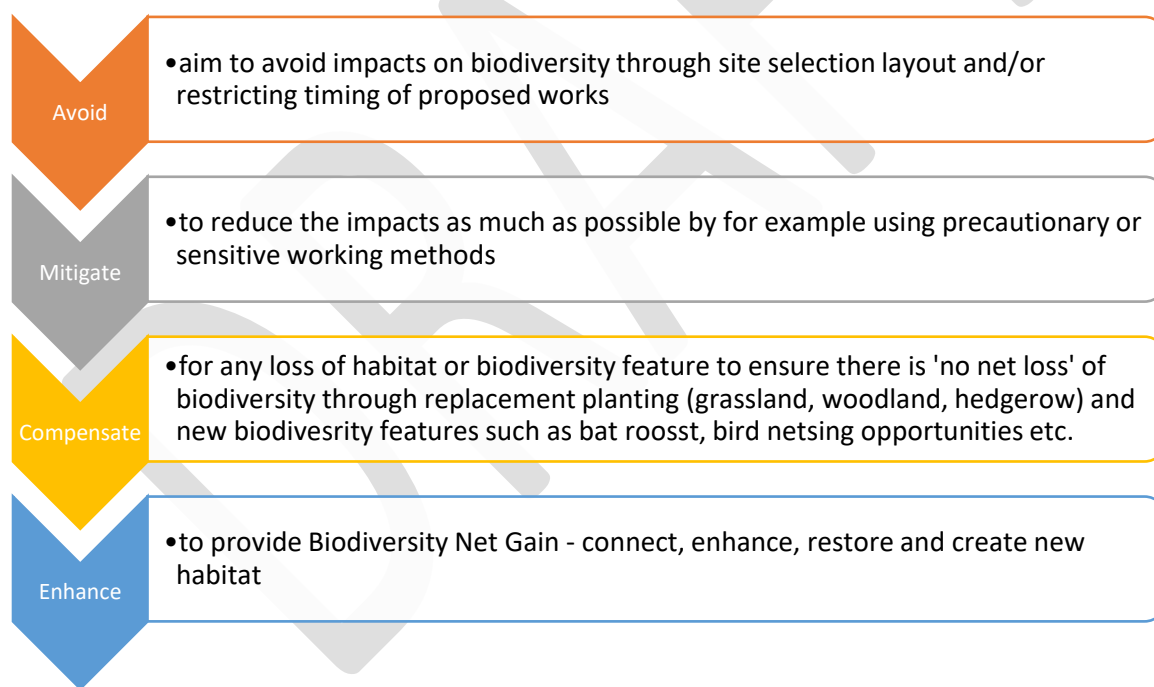 Avoid
•aim to avoid impacts on biodiversity through site selection layout and/or
restricting timing of proposed works
Mitigate
•to reduce the impacts as much as possible by for example using precautionary or
sensitive working methods
Compensate
•for any loss of habitat or biodiversity feature to ensure there is 'no net loss' of
biodiversity through replacement planting (grassland, woodland, hedgerow) and
new biodivesrity features such as bat roosst, bird netsing opportunities etc.
Enhance
•to provide Biodiversity Net Gain - connect, enhance, restore and create new
habitat
DRAF